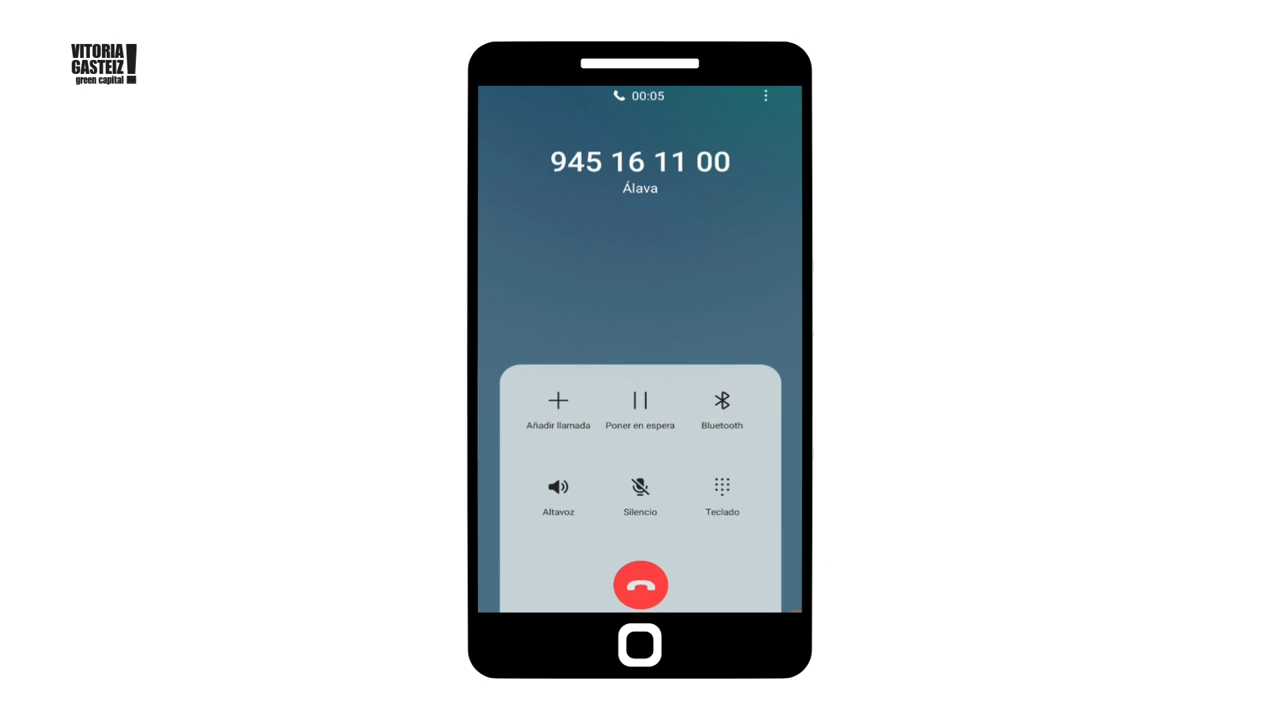 VITORIA
GASTEIZ!
green capital
00:05
945 16 11 00
Álava
Añadir llamada
Poner en espera
Bluetooth
Altavoz
Silencio
Teclado